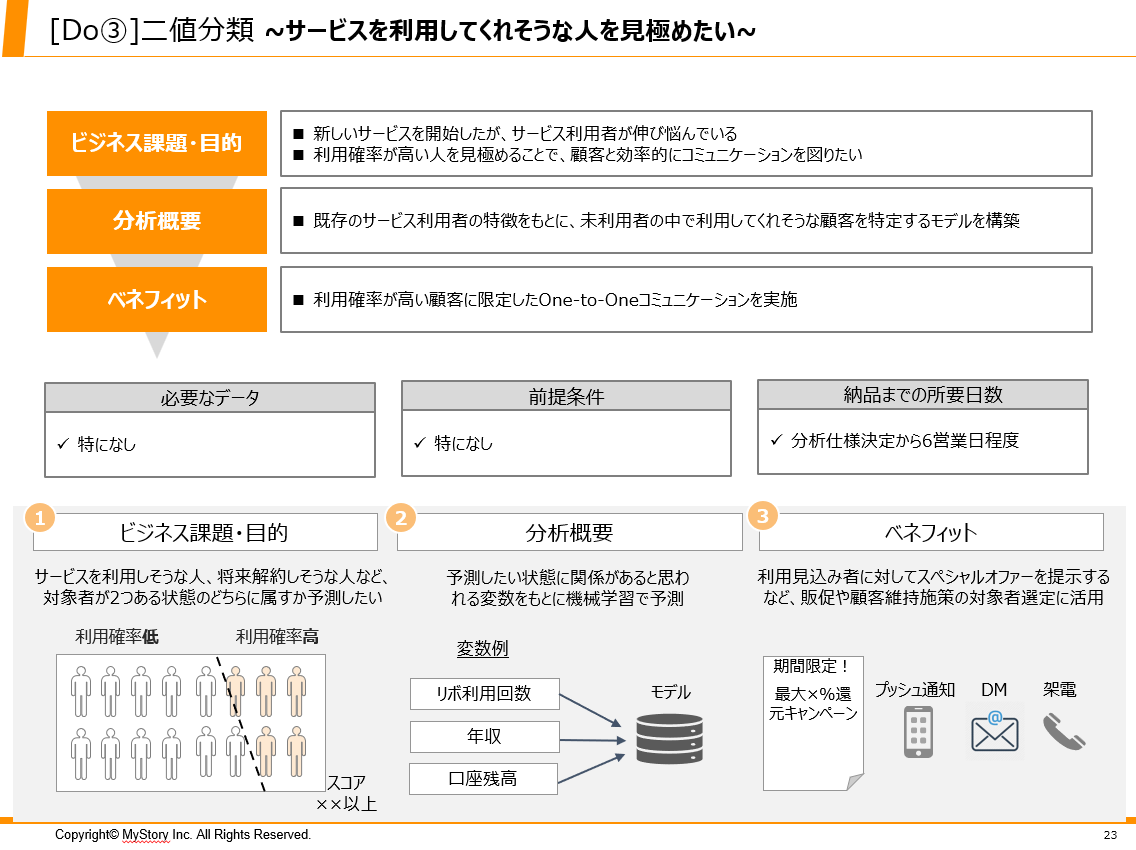 [Do③]二値分類 ~サービスを利用してくれそうな人を見極めたい~
ビジネス課題・目的
■ 新しいサービスを開始したが、サービス利用者が伸び悩んでいる
■ 利用確率が高い人を見極めることで、顧客と効率的にコミュニケーションを図りたい
分析概要
■ 既存のサービス利用者の特徴をもとに、未利用者の中で利用してくれそうな顧客を特定するモデルを構築
ベネフィット
■ 利用確率が高い顧客に限定したOne-to-Oneコミュニケーションを実施
必要なデータ
✓ 特になし
前提条件
✓ 特になし
納品までの所要日数
✓ 分析仕様決定から6営業日程度
1
ビジネス課題・目的
サービスを利用しそうな人、将来解約しそうな人など、
対象者が2つある状態のどちらに属すか予測したい
利用確率低
利用確率高
スコア
××以上
2
分析概要
予測したい状態に関係があると思わ
れる変数をもとに機械学習で予測
変数例
リボ利用回数
年収
口座残高
モデル
3
ベネフィット
利用見込み者に対してスペシャルオファーを提示する
など、販促や顧客維持施策の対象者選定に活用
期間限定！
最大×%還
元キャンペーン
プッシュ通知
DM
架電
@
Copyright© MyStory Inc. All Rights Reserved.
23